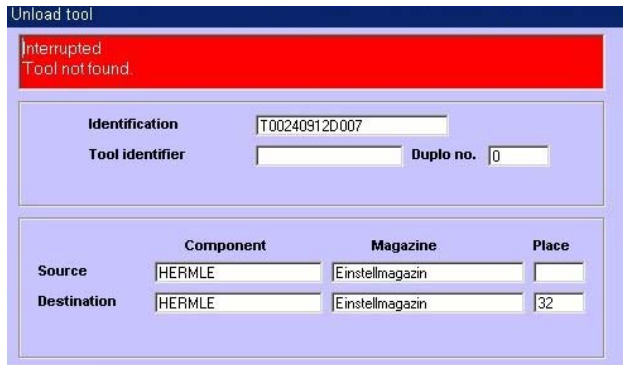 Unload tool
Interrupted
Tool not found.
Identification T00240912D007
Tool identifier Duplo no. 0
Component Magazine Place
Source HERMLE Einstellmagazin
Destination HERMLE Einstellmagazin 32